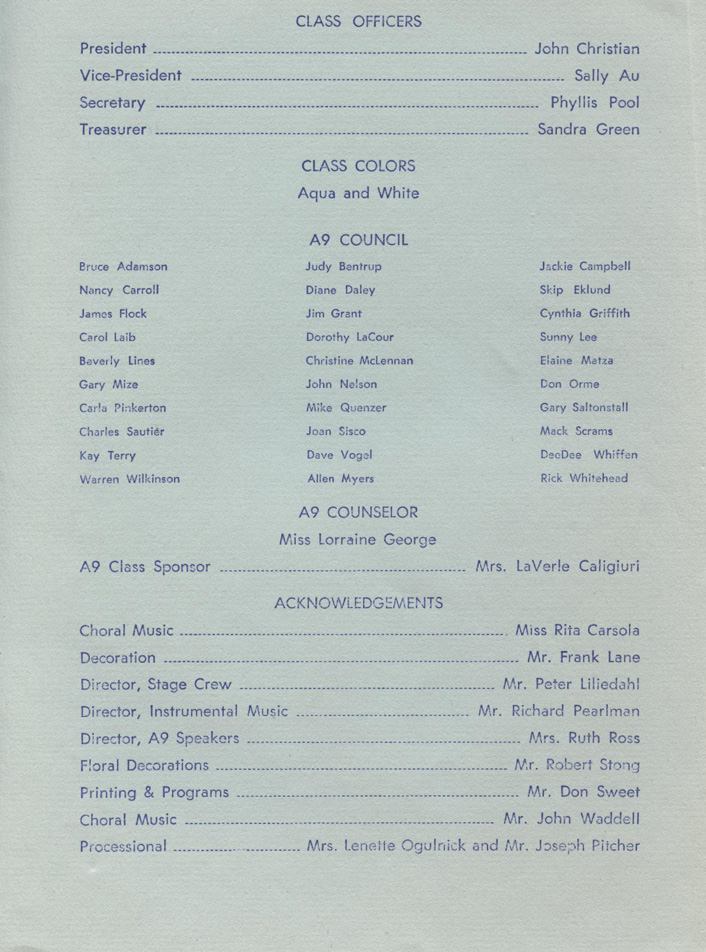 CLASS OFFICERS
President John Christian
Vice-President Sally Au
Secretary Phyllis Pool
Treasurer Sandra Green
CLASS COLORS
Aqua and White
A9 COUNCIL
Bruce Adamson Judy Bentrup Jackie Campbell
Nancy Carroll Diane Daley Skip Eklund
James Flock Jim Grant Cynthia Griffith
Carol Laib Dorothy LaCour Sunny Lee
Beverly Lines Christine McLennan Elaine Matza
Gary Mize John Nelson Don Orme
Carla Pinkerton Mike Quenzer Gary Saltonstall
Charles Sautiér Joan Sisco Mack Scrams
Kay Terry Dave Vogel DeeDee Whiffen
Warren Wilkinson Allen Myers Rick Whitehead
A9 COUNSELOR
Miss Lorraine George
A9 Class Sponsor Mrs. LaVerle Caligiuri
ACKNOWLEDGEMENTS
Choral Music Miss Rita Carsola
Decoration Mr. Frank Lane
Director, Stage Crew Mr. Peter Liliedahl
Director, Instrumental Music Mr. Richard Pearlman
Director, A9 Speakers Mrs. Ruth Ross
Floral Decorations Mr. Robert Stong
Printing & Programs Mr. Don Sweet
Choral Music Mr. John Waddell
Processional Mrs. Lenette Ogulnick and Mr. Joseph Pitcher